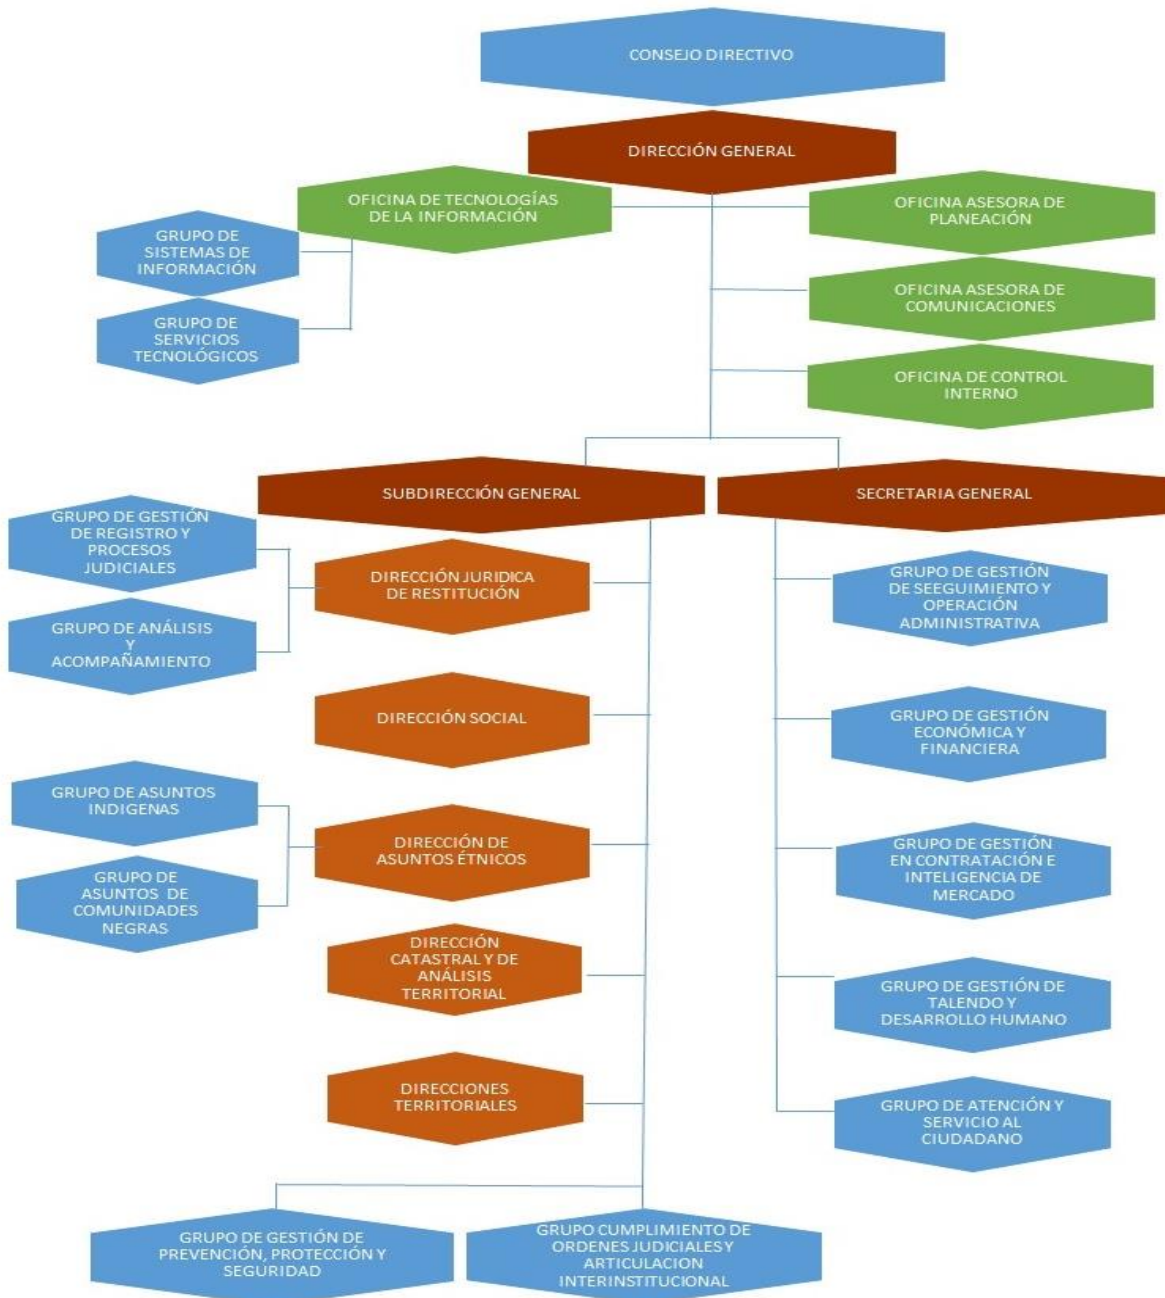 CONSEJO DIRECTIVO
DIRECCIÓN GENERAL
OFICINA DE TECNOLOGÍAS
DE LA INFORMACIÓN
GRUPO DE
SISTEMAS DE
INFORMACIÓN
GRUPO DE
SERVICIOS
TECNOLÓGICOS
OFICINA ASESORA DE
PLANEACIÓN
OFICINA ASESORA DE
COMUNICACIONES
OFICINA DE CONTROL
INTERNO
SUBDIRECCIÓN GENERAL
SECRETARIA GENERAL
GRUPO DE GESTIÓN
DE REGISTRO Y
PROCESOS
JUDICIALES
GRUPO DE ANÁLISIS
Y
ACOMPAÑAMIENTO
DIRECCIÓN JURIDICA
DE RESTITUCIÓN
DIRECCIÓN SOCIAL
GRUPO DE ASUNTOS
INDIGENAS
GRUPO DE
ASUNTOS DE
COMUNIDADES
NEGRAS
DIRECCIÓN DE
ASUNTOS ÉTNICOS
DIRECCIÓN
CATASTRAL Y DE
ANÁLISIS
TERRITORIAL
DIRECCIONES
TERRITORIALES
GRUPO DE GESTIÓN DE
PREVENCIÓN, PROTECCIÓN Y
SEGURIDAD
GRUPO CUMPLIMIENTO DE
ORDENES JUDICIALES Y
ARTICULACION
INTERINSTITUCIONAL
GRUPO DE GESTIÓN
DE SEEGUIMIENTO Y
OPERACIÓN
ADMINISTRATIVA
GRUPO DE GESTIÓN
ECONÓMICA Y
FINANCIERA
GRUPO DE GESTIÓN
EN CONTRATACIÓN E
INTELIGENCIA DE
MERCADO
GRUPO DE GESTIÓN DE
TALENDO Y
DESARROLLO HUMANO
GRUPO DE ATENCIÓN Y
SERVICIO AL
CIUDADANO